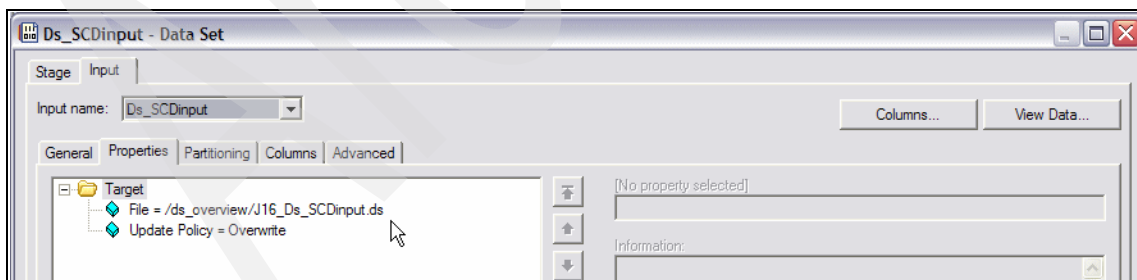 Ds_SCDinput - Data Set
Stage Input
Input name: Ds_SCDinput Columns... View Data...
General Properties Partitioning Columns Advanced
Target [No property selected]
File = /ds_overview/J16_Ds_SCDinput.ds
Update Policy = Overwrite
Information: